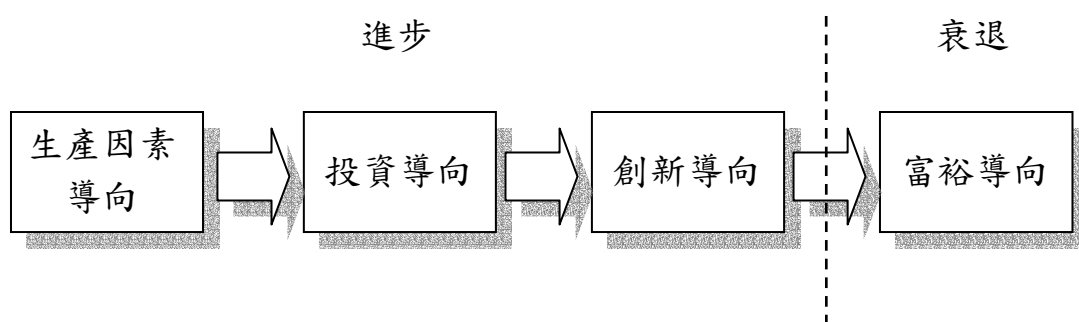 進步
衰退
生產因素
導向
投資導向
創新導向
富裕導向